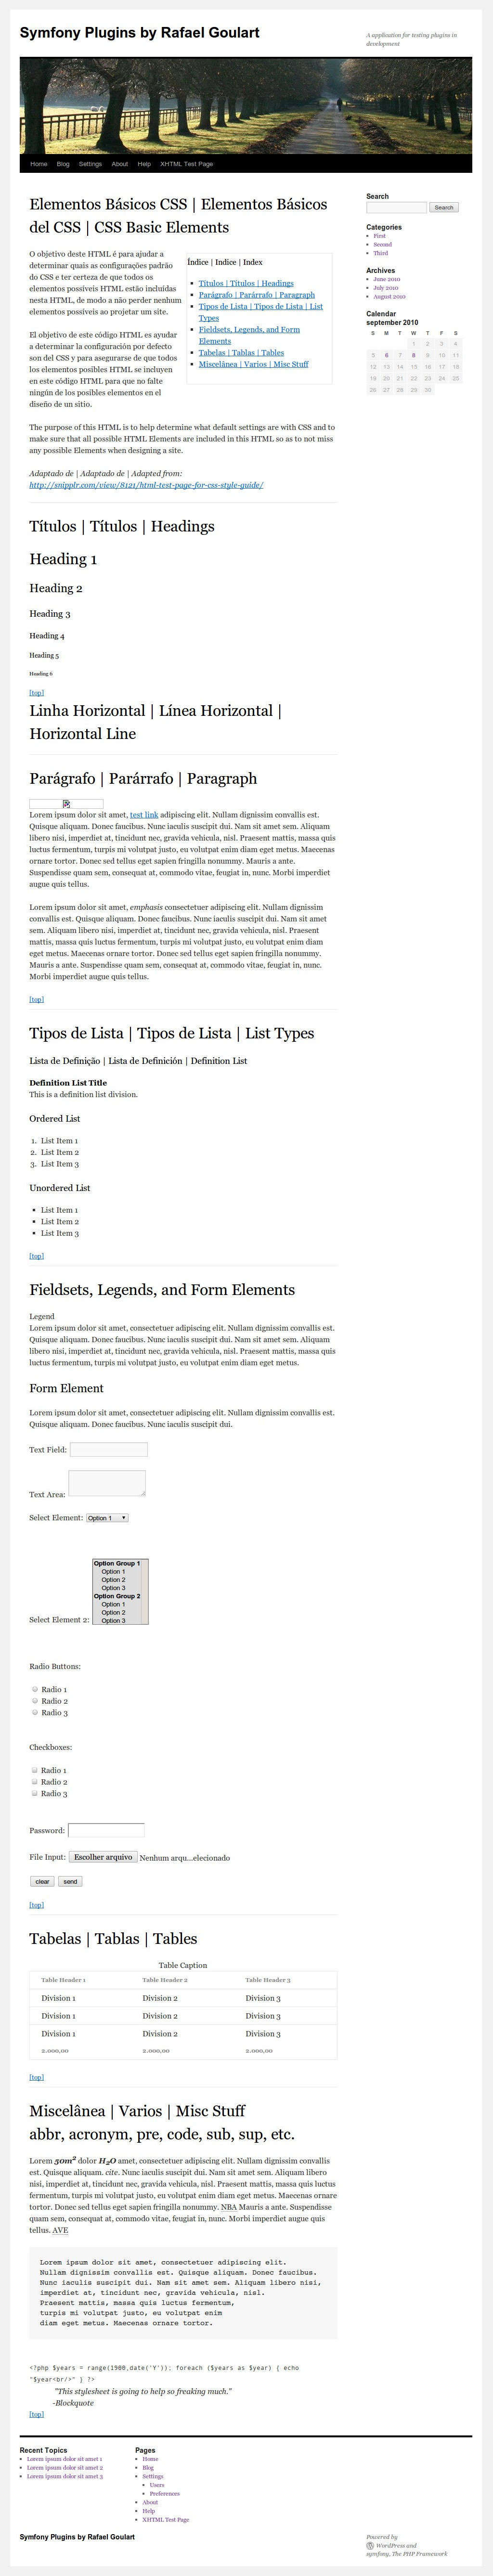 Symfony Plugins by Rafael Goulart
A application for testing plugins in
development
Home Blog Settings About Help XHTML Test Page
Elementos Básicos CSS | Elementos Básicos
del CSS | CSS Basic Elements
O objetivo deste HTML é para ajudar a
determinar quais as configurações padrão
do CSS e ter certeza de que todos os
elementos possíveis HTML estão incluídas
nesta HTML, de modo a não perder nenhum
elemento possíveis ao projetar um site.
El objetivo de este código HTML es ayudar
a determinar la configuración por defecto
son del CSS y para asegurarse de que todos
los elementos posibles HTML se incluyen
en este código HTML para que no falte
ningún de los posibles elementos en el
diseño de un sitio.
Índice | Indice | Index
Títulos | Títulos | Headings
Parágrafo | Parárrafo | Paragraph
Tipos de Lista | Tipos de Lista | List
Types
Fieldsets, Legends, and Form
Elements
Tabelas | Tablas | Tables
Miscelânea | Varios | Misc Stuff
The purpose of this HTML is to help determine what default settings are with CSS and to
make sure that all possible HTML Elements are included in this HTML so as to not miss
any possible Elements when designing a site.
Adaptado de | Adaptado de | Adapted from:
http://snipplr.com/view/8121/html-test-page-for-css-style-guide/
Títulos | Títulos | Headings
Heading 1
Heading 2
Heading 3
Heading 4
Heading 5
Heading 6
[top]
Linha Horizontal | Línea Horizontal |
Horizontal Line
Parágrafo | Parárrafo | Paragraph
Lorem ipsum dolor sit amet, test link adipiscing elit. Nullam dignissim convallis est.
Quisque aliquam. Donec faucibus. Nunc iaculis suscipit dui. Nam sit amet sem. Aliquam
libero nisi, imperdiet at, tincidunt nec, gravida vehicula, nisl. Praesent mattis, massa quis
luctus fermentum, turpis mi volutpat justo, eu volutpat enim diam eget metus. Maecenas
ornare tortor. Donec sed tellus eget sapien fringilla nonummy. Mauris a ante.
Suspendisse quam sem, consequat at, commodo vitae, feugiat in, nunc. Morbi imperdiet
augue quis tellus.
Lorem ipsum dolor sit amet, emphasis consectetuer adipiscing elit. Nullam dignissim
convallis est. Quisque aliquam. Donec faucibus. Nunc iaculis suscipit dui. Nam sit amet
sem. Aliquam libero nisi, imperdiet at, tincidunt nec, gravida vehicula, nisl. Praesent
mattis, massa quis luctus fermentum, turpis mi volutpat justo, eu volutpat enim diam
eget metus. Maecenas ornare tortor. Donec sed tellus eget sapien fringilla nonummy.
Mauris a ante. Suspendisse quam sem, consequat at, commodo vitae, feugiat in, nunc.
Morbi imperdiet augue quis tellus.
[top]
Tipos de Lista | Tipos de Lista | List Types
Lista de Definição | Lista de Definición | Definition List
Definition List Title
This is a definition list division.
Ordered List
1. List Item 1
2. List Item 2
3. List Item 3
Unordered List
List Item 1
List Item 2
List Item 3
[top]
Fieldsets, Legends, and Form Elements
Legend
Lorem ipsum dolor sit amet, consectetuer adipiscing elit. Nullam dignissim convallis est.
Quisque aliquam. Donec faucibus. Nunc iaculis suscipit dui. Nam sit amet sem. Aliquam
libero nisi, imperdiet at, tincidunt nec, gravida vehicula, nisl. Praesent mattis, massa quis
luctus fermentum, turpis mi volutpat justo, eu volutpat enim diam eget metus.
Form Element
Lorem ipsum dolor sit amet, consectetuer adipiscing elit. Nullam dignissim convallis est.
Quisque aliquam. Donec faucibus. Nunc iaculis suscipit dui.
Text Field:
Text Area:
Select Element: Option 1
Option Group 1
Option 1
Option 2
Option 3
Option Group 2
Option 1
Option 2
Option 3
Select Element 2:
Radio Buttons:
Radio 1
Radio 2
Radio 3
Checkboxes:
Radio 1
Radio 2
Radio 3
Password:
File Input: Escolher arquivo Nenhum arqu...elecionado
clear send
[top]
Tabelas | Tablas | Tables
Table Caption
Table Header 1 Table Header 2 Table Header 3
Division 1 Division 2 Division 3
Division 1 Division 2 Division 3
Division 1 Division 2 Division 3
2.000,00 2.000,00 2.000,00
[top]
Miscelânea | Varios | Misc Stuff
abbr, acronym, pre, code, sub, sup, etc.
Lorem 50m2 dolor H2O amet, consectetuer adipiscing elit. Nullam dignissim convallis
est. Quisque aliquam. cite. Nunc iaculis suscipit dui. Nam sit amet sem. Aliquam libero
nisi, imperdiet at, tincidunt nec, gravida vehicula, nisl. Praesent mattis, massa quis luctus
fermentum, turpis mi volutpat justo, eu volutpat enim diam eget metus. Maecenas ornare
tortor. Donec sed tellus eget sapien fringilla nonummy. NBA Mauris a ante. Suspendisse
quam sem, consequat at, commodo vitae, feugiat in, nunc. Morbi imperdiet augue quis
tellus. AVE
Lorem ipsum dolor sit amet, consectetuer adipiscing elit.
Nullam dignissim convallis est. Quisque aliquam. Donec faucibus.
Nunc iaculis suscipit dui. Nam sit amet sem. Aliquam libero nisi,
imperdiet at, tincidunt nec, gravida vehicula, nisl.
Praesent mattis, massa quis luctus fermentum,
turpis mi volutpat justo, eu volutpat enim
diam eget metus. Maecenas ornare tortor.
<?php $years = range(1900,date('Y')); foreach ($years as $year) { echo
"$year<br/>" } ?>
"This stylesheet is going to help so freaking much."
-Blockquote
[top]
Search
Search
Categories
First
Second
Third
Archives
June 2010
July 2010
August 2010
Calendar
september 2010
S M T W T F S
1 2 3 4
5 6 7 8 9 10 11
12 13 14 15 16 17 18
19 20 21 22 23 24 25
26 27 28 29 30
Recent Topics
Lorem ipsum dolor sit amet 1
Lorem ipsum dolor sit amet 2
Lorem ipsum dolor sit amet 3
Pages
Home
Blog
Settings
Users
Preferences
About
Help
XHTML Test Page
Symfony Plugins by Rafael Goulart
Powered by
WordPress and
symfony, The PHP Framework